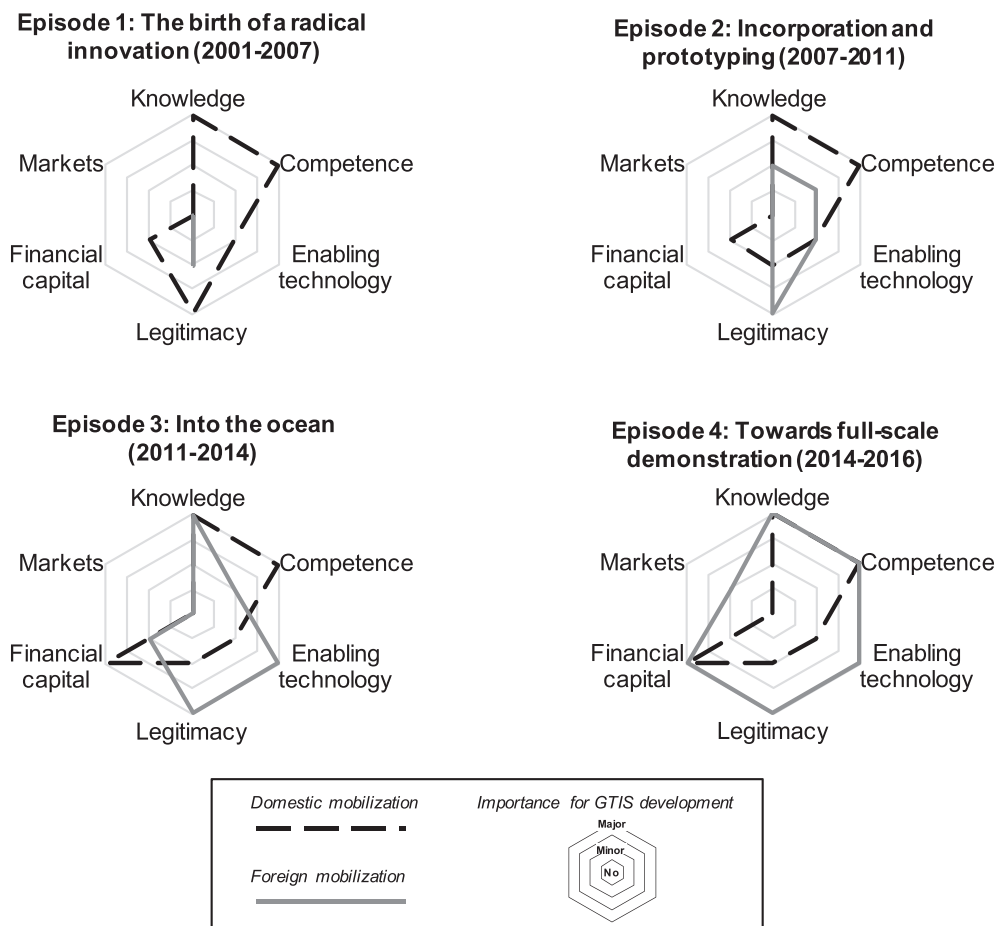 Episode 1: The birth of a radical
innovation (2001-2007)
Knowledge
Markets
Competence
Financial
capital
Enabling
technology
Legitimacy
Episode 2: Incorporation and
prototyping (2007-2011)
Knowledge
Markets
Competence
Financial
capital
Enabling
technology
Legitimacy
Episode 3: Into the ocean
(2011-2014)
Knowledge
Markets
Competence
Financial
capital
Enabling
technology
Legitimacy
Episode 4: Towards full-scale
demonstration (2014-2016)
Knowledge
Markets
Competence
Financial
capital
Enabling
technology
Legitimacy
Domestic mobilization
Foreign mobilization
Importance for GTIS development
Major
Minor
No